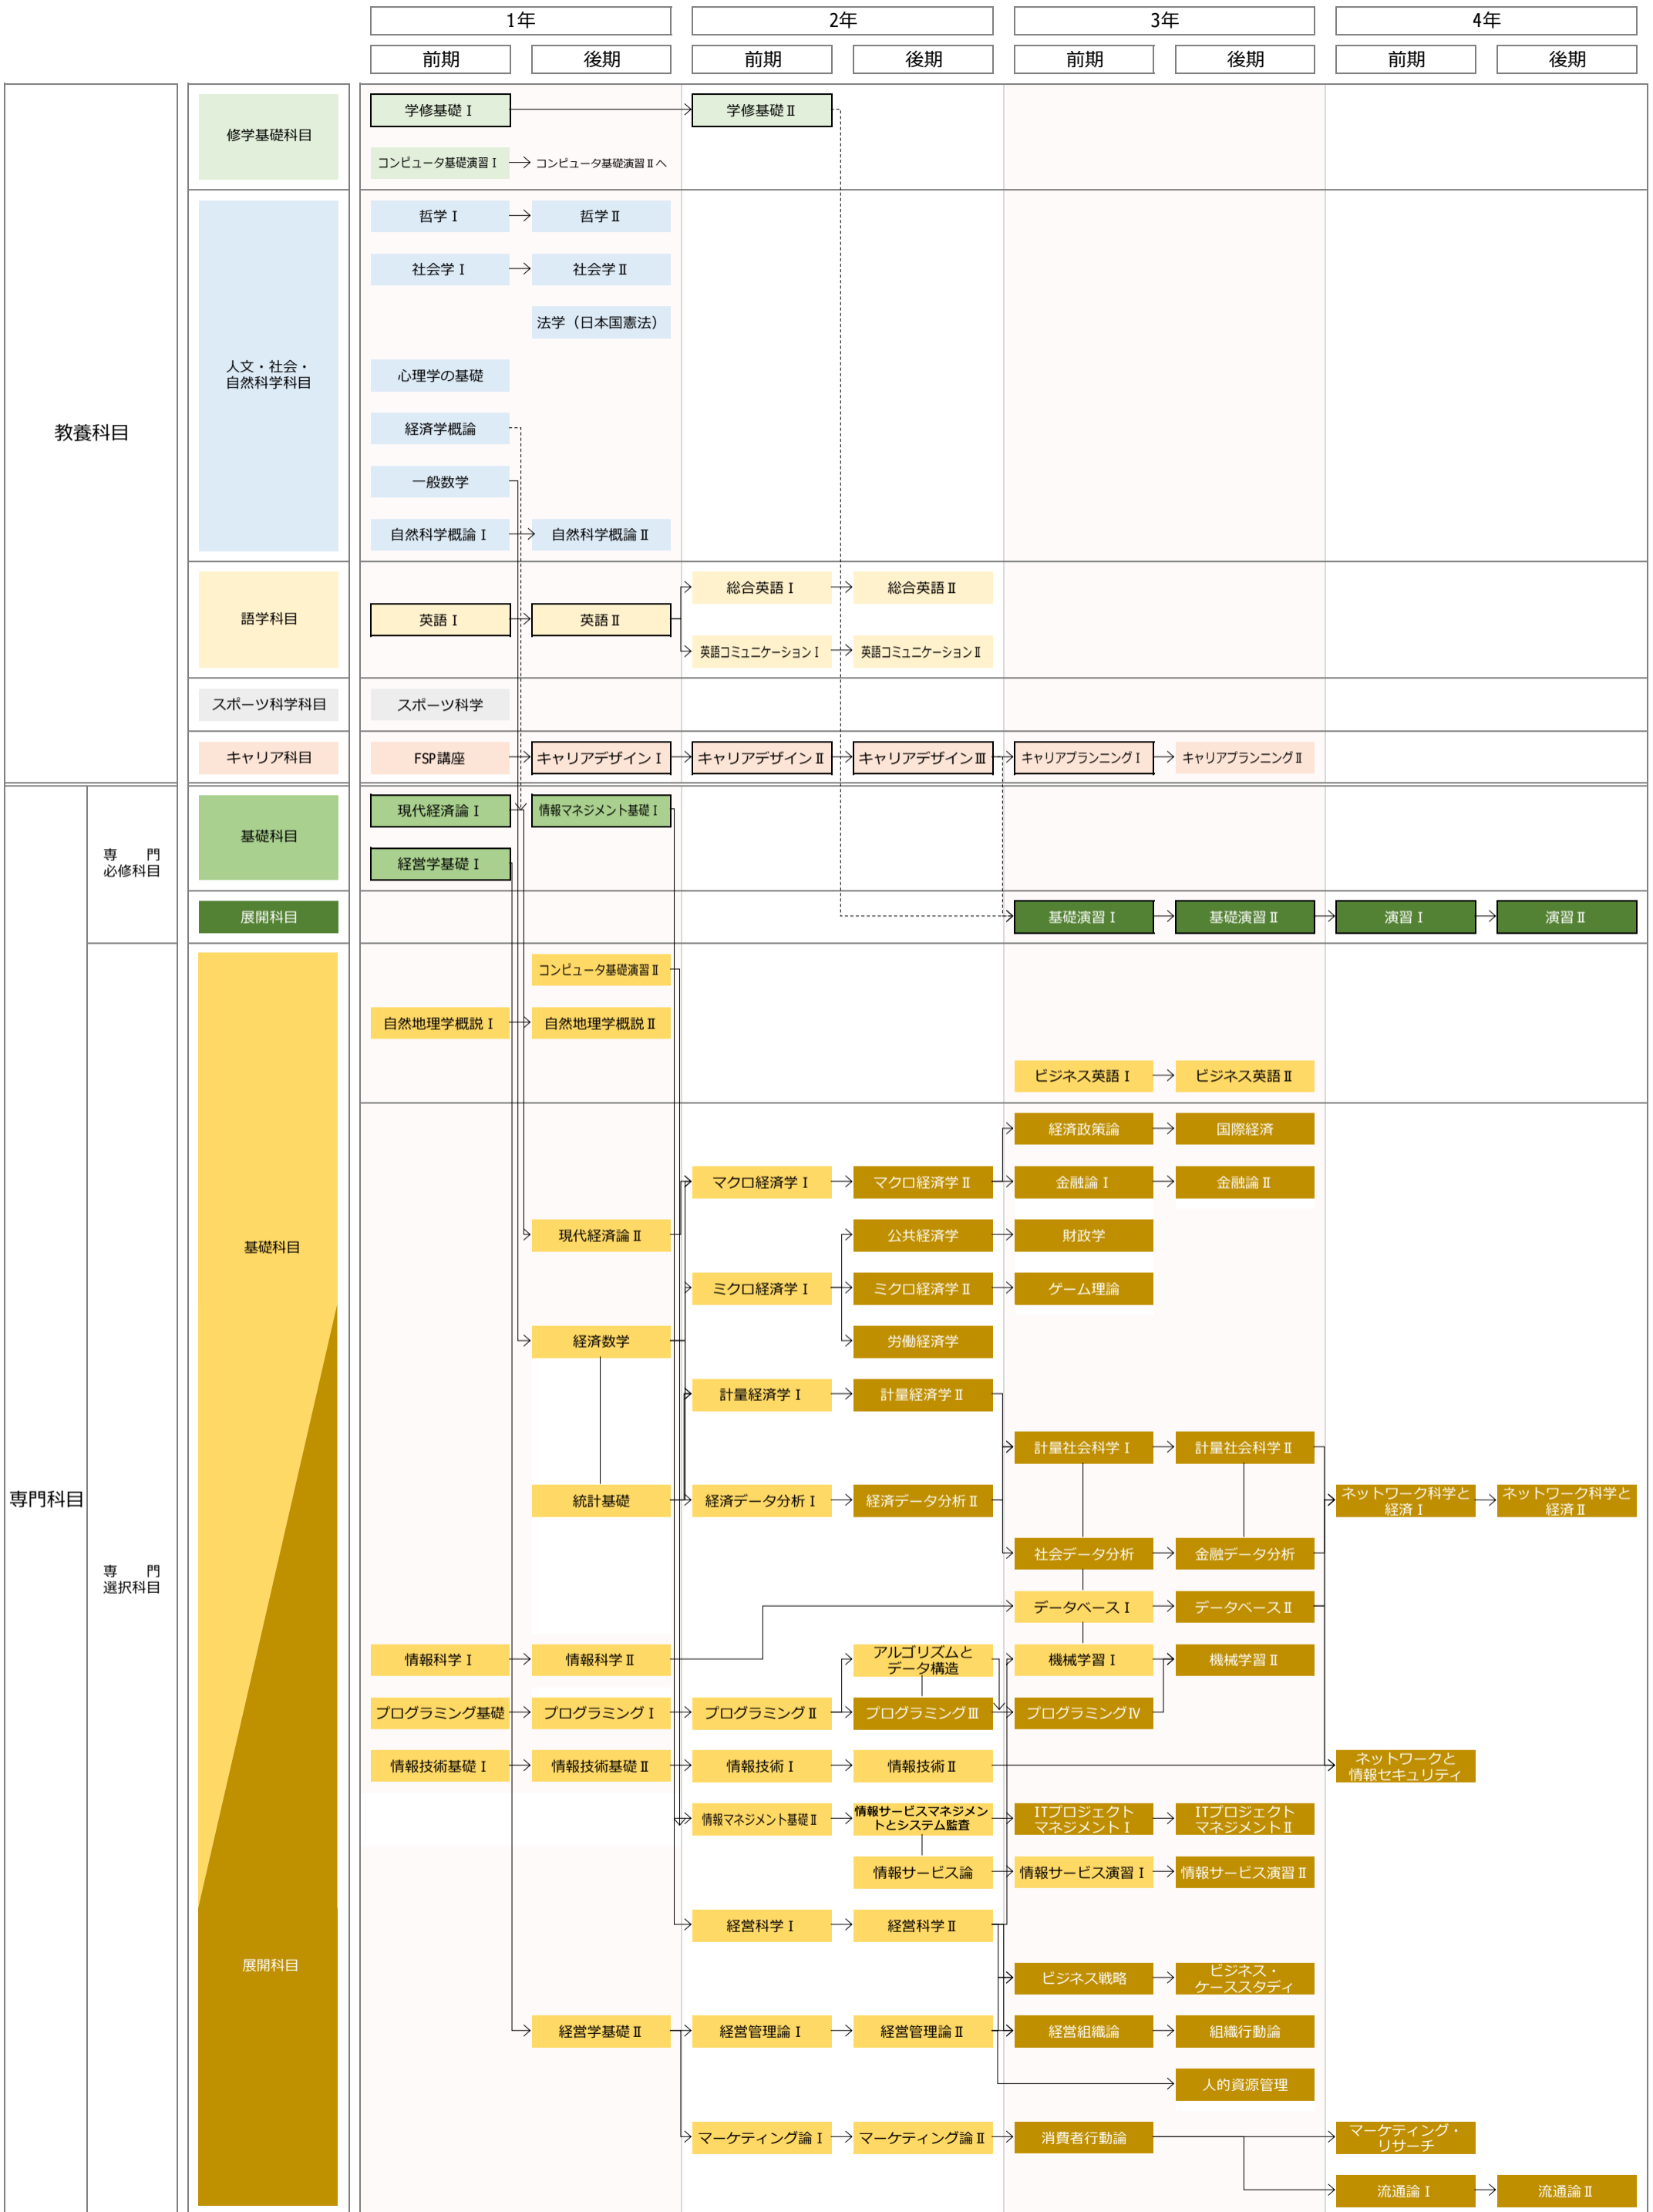 1年
2年
3年
4年
前期
後期
前期
後期
前期
後期
前期
後期
教養科目
修学基礎科目
学修基礎Ⅰ
学修基礎Ⅱ
コンピュータ基礎演習Ⅰ
コンピュータ基礎演習Ⅱへ
人文・社会・
自然科学科目
哲学Ⅰ
哲学Ⅱ
社会学Ⅰ
社会学Ⅱ
法学（日本国憲法）
心理学の基礎
経済学概論
一般数学
自然科学概論Ⅰ
自然科学概論Ⅱ
語学科目
総合英語Ⅰ
総合英語Ⅱ
英語Ⅰ
英語Ⅱ
英語コミュニケーションⅠ
英語コミュニケーションⅡ
スポーツ科学科目
スポーツ科学
キャリア科目
FSP講座
キャリアデザインⅠ
キャリアデザインⅡ
キャリアデザインⅢ
キャリアプランニングⅠ
キャリアプランニングⅡ
専門科目
専　門
必修科目
基礎科目
現代経済論Ⅰ
情報マネジメント基礎Ⅰ
経営学基礎Ⅰ
展開科目
基礎演習Ⅰ
基礎演習Ⅱ
演習Ⅰ
演習Ⅱ
専　門
選択科目
基礎科目
展開科目
コンピュータ基礎演習Ⅱ
自然地理学概説Ⅰ
自然地理学概説Ⅱ
ビジネス英語Ⅰ
ビジネス英語Ⅱ
経済政策論
国際経済
マクロ経済学Ⅰ
マクロ経済学Ⅱ
金融論Ⅰ
金融論Ⅱ
現代経済論Ⅱ
公共経済学
財政学
ミクロ経済学Ⅰ
ミクロ経済学Ⅱ
ゲーム理論
経済数学
労働経済学
計量経済学Ⅰ
計量経済学Ⅱ
計量社会科学Ⅰ
計量社会科学Ⅱ
統計基礎
経済データ分析Ⅰ
経済データ分析Ⅱ
ネットワーク科学と
経済Ⅰ
ネットワーク科学と
経済Ⅱ
社会データ分析
金融データ分析
データベースⅠ
データベースⅡ
情報科学Ⅰ
情報科学Ⅱ
アルゴリズムと
データ構造
機械学習Ⅰ
機械学習Ⅱ
プログラミング基礎
プログラミングⅠ
プログラミングⅡ
プログラミングⅢ
プログラミングⅣ
情報技術基礎Ⅰ
情報技術基礎Ⅱ
情報技術Ⅰ
情報技術Ⅱ
ネットワークと
情報セキュリティ
情報マネジメント基礎Ⅱ
情報サービスマネジメン
トとシステム監査
ITプロジェクト
マネジメントⅠ
ITプロジェクト
マネジメントⅡ
情報サービス論
情報サービス演習Ⅰ
情報サービス演習Ⅱ
経営科学Ⅰ
経営科学Ⅱ
ビジネス戦略
ビジネス・
ケーススタディ
経営学基礎Ⅱ
経営管理論Ⅰ
経営管理論Ⅱ
経営組織論
組織行動論
人的資源管理
マーケティング論Ⅰ
マーケティング論Ⅱ
消費者行動論
マーケティング・
リサーチ
流通論Ⅰ
流通論Ⅱ